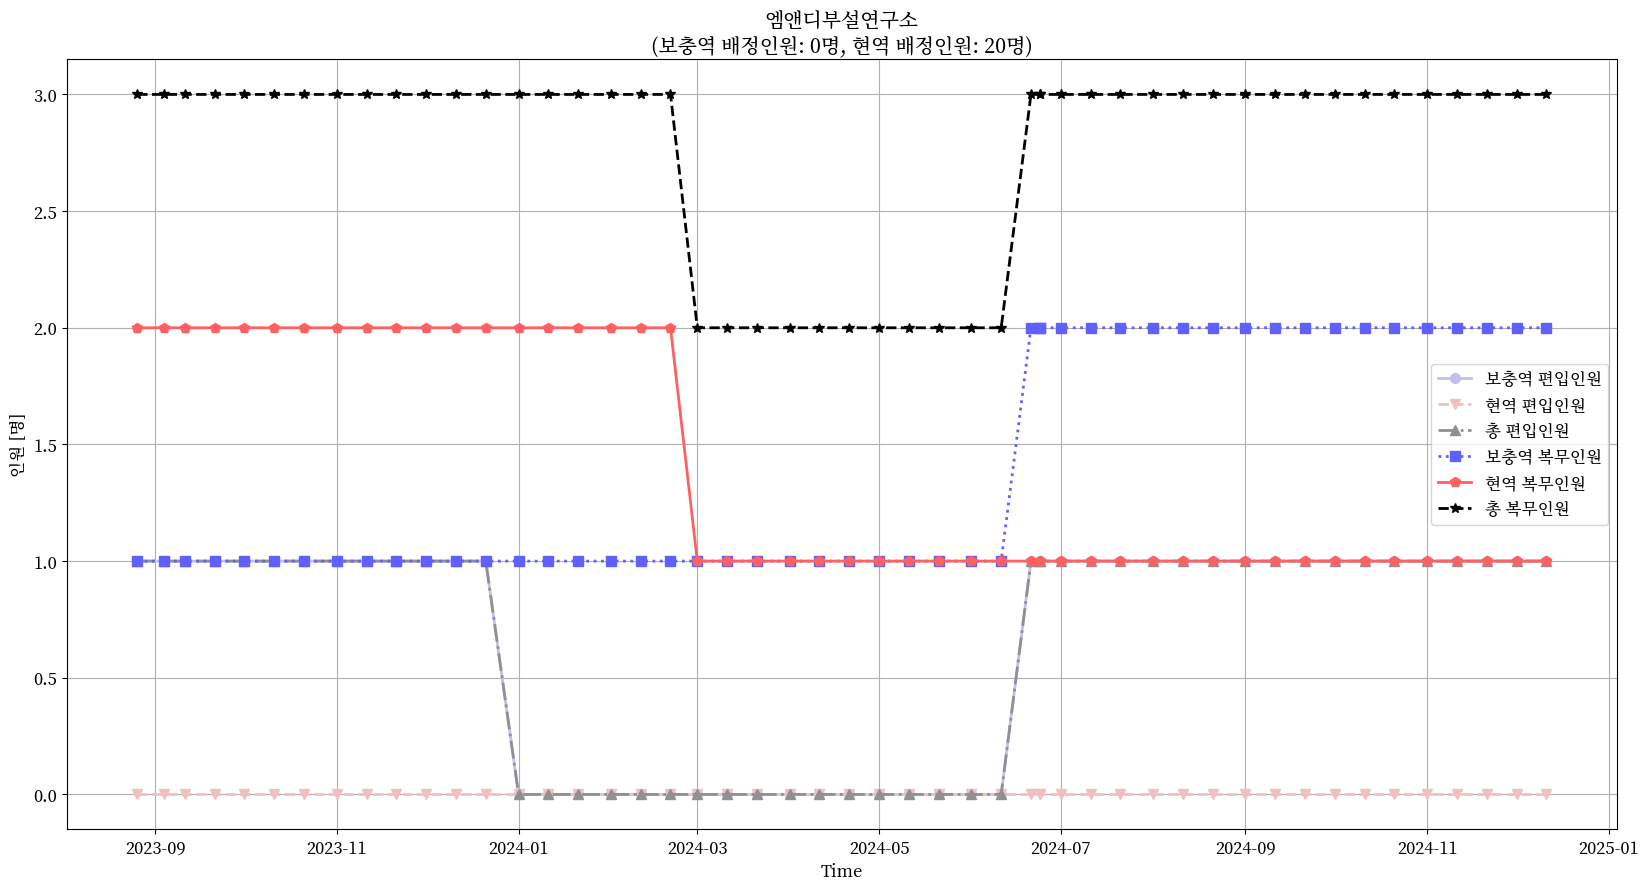 엠앤디부설연구소
(보충역 배정인원: 0명, 현역 배정인원: 20명)
인원 [명]
3.0
2.5
2.0
1.5
1.0
0.5
0.0
보충역 편입인원
현역 편입인원
총 편입인원
보충역 복무인원
현역 복무인원
총 복무인원
2023-09
2023-11
2024-01
2024-03
2024-05
2024-07
2024-09
2024-11
2025-01
Time